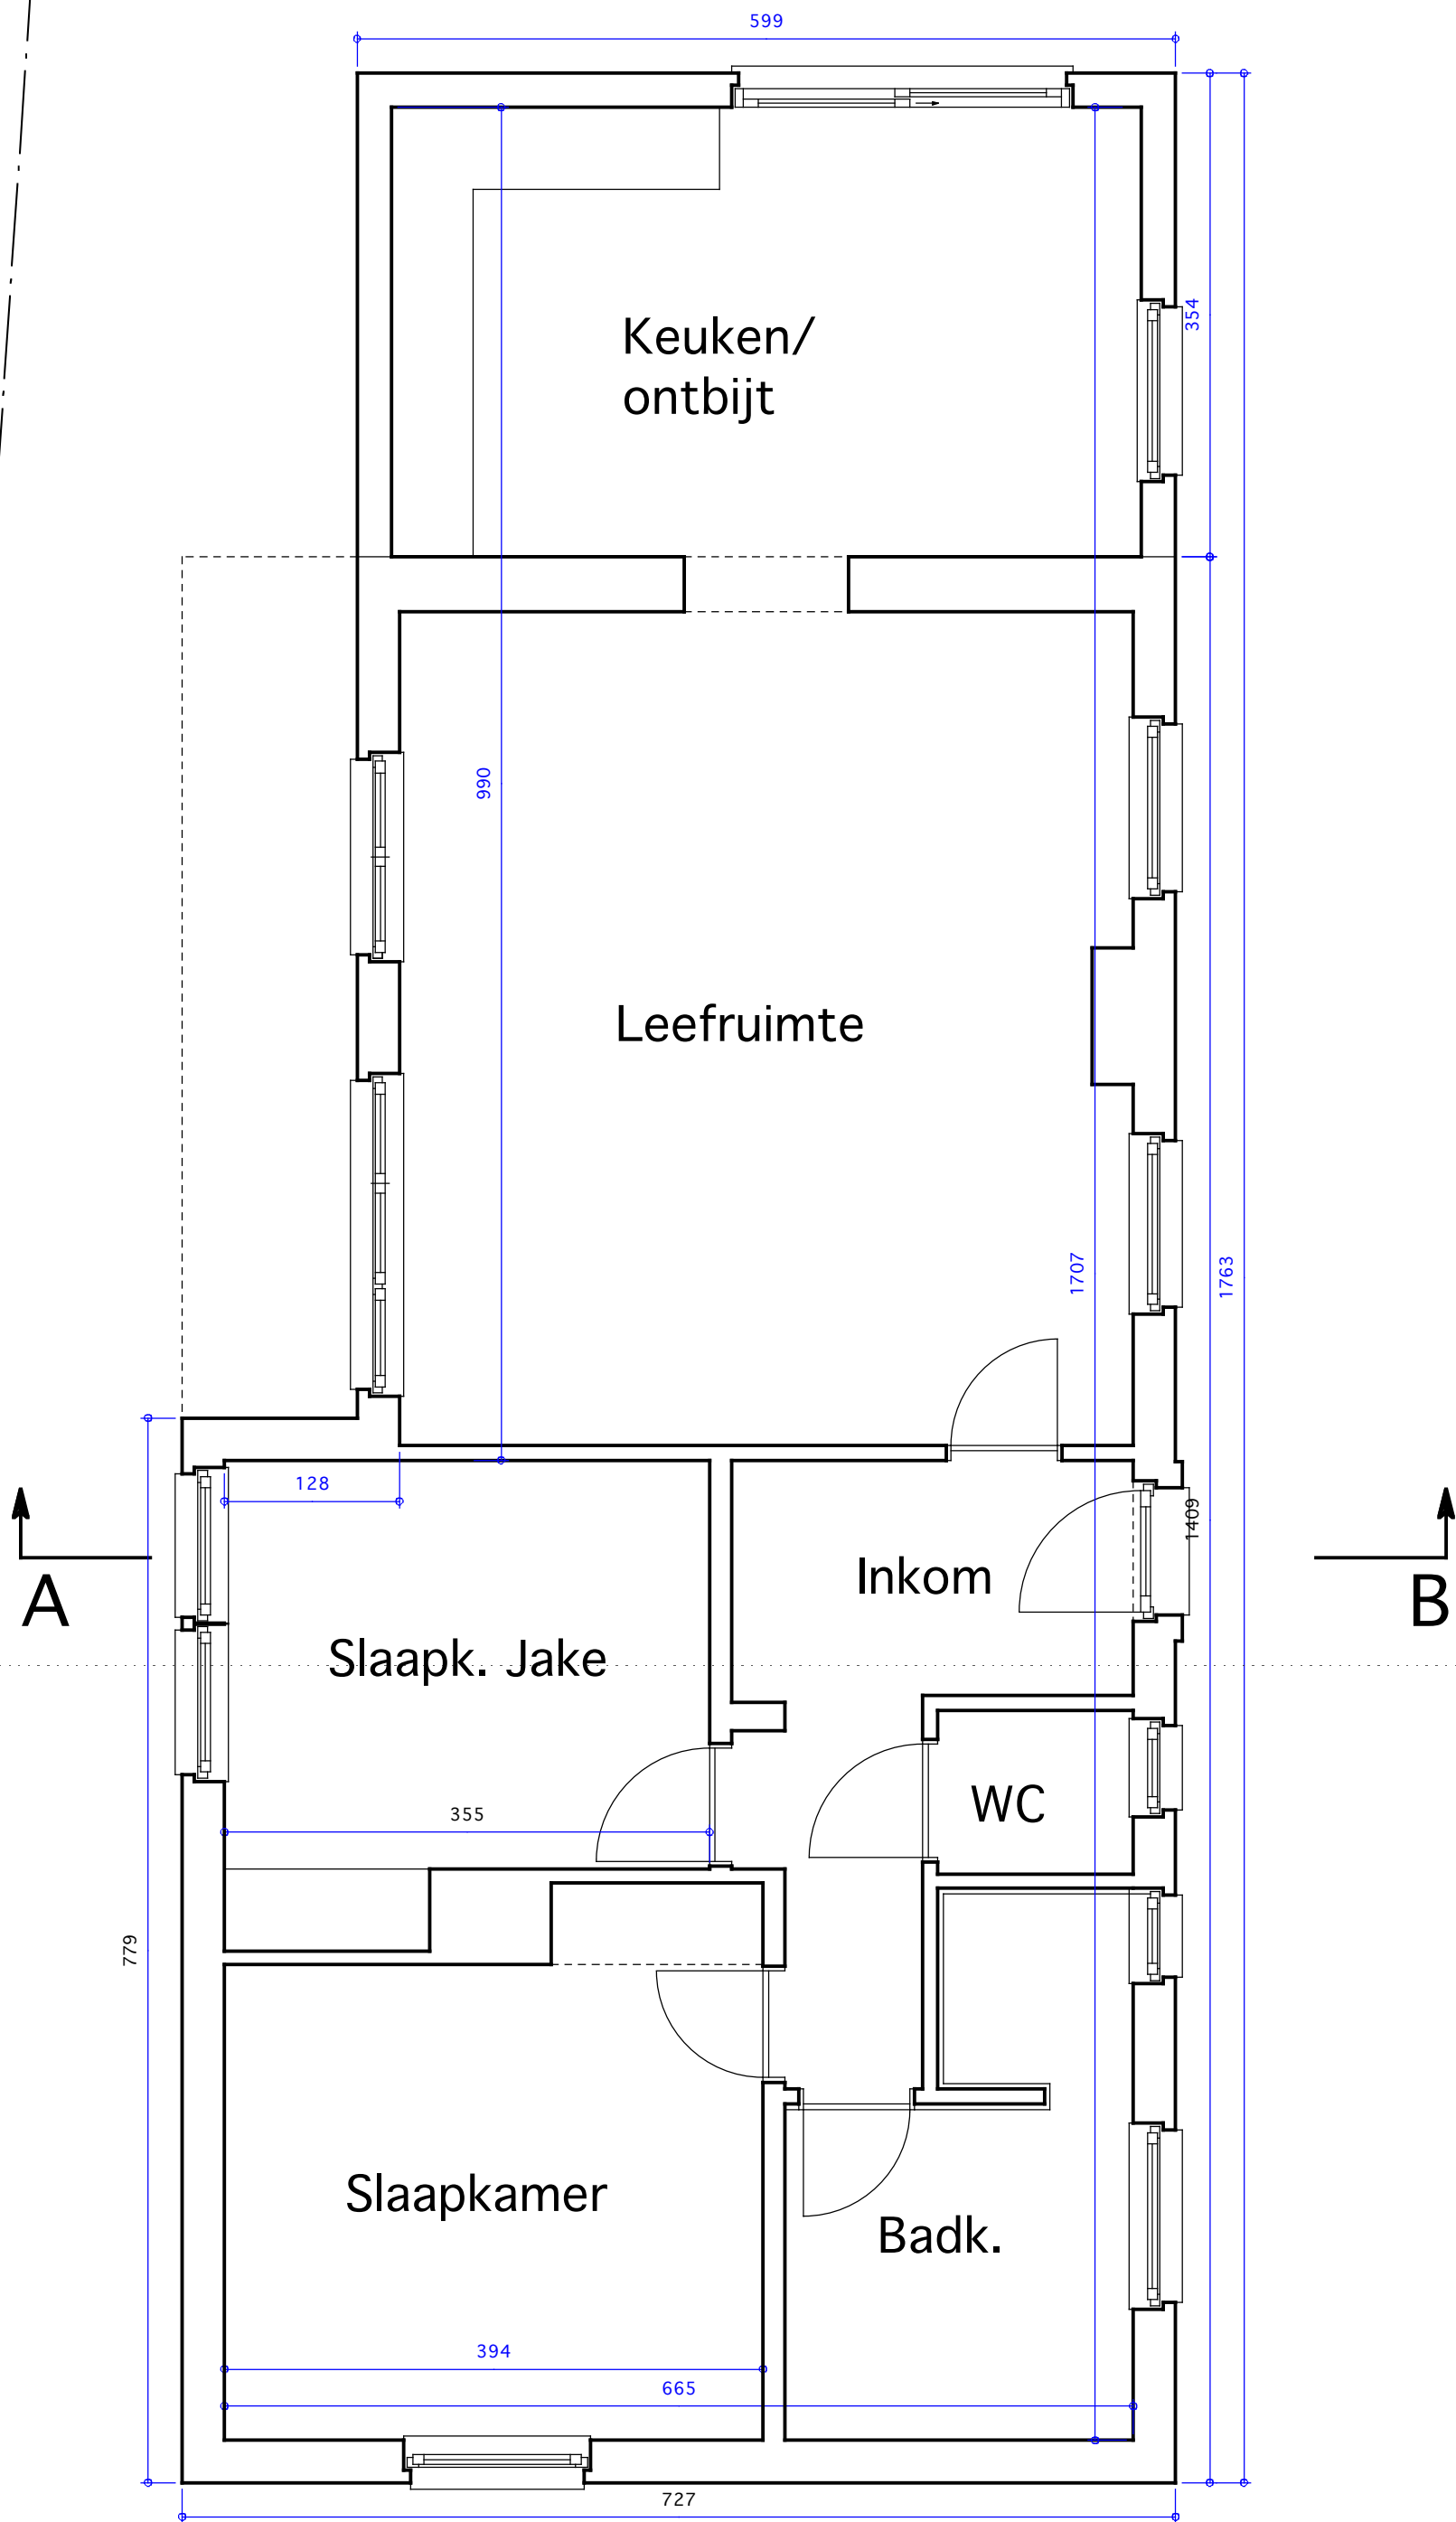 599
354
Keuken/
ontbijt
990
Leefruimte
1707
1763
128
1409
Inkom
A
B
Slaapk. Jake
WC
355
779
Slaapkamer
Badk.
394
665
727